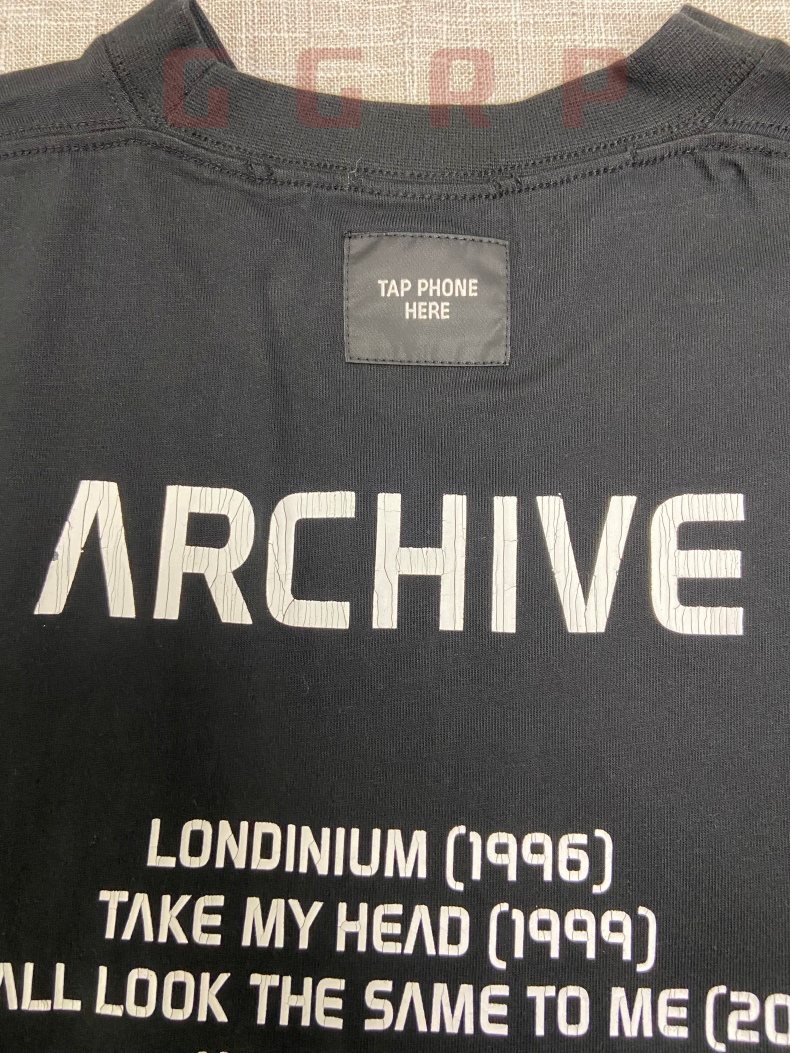 GGRP
TAP PHONE
HERE
ARCHIVE
LONDINIUM (1996)
TAKE MY HEAD (1999)
ALL LOOK THE SAME TO ME (20